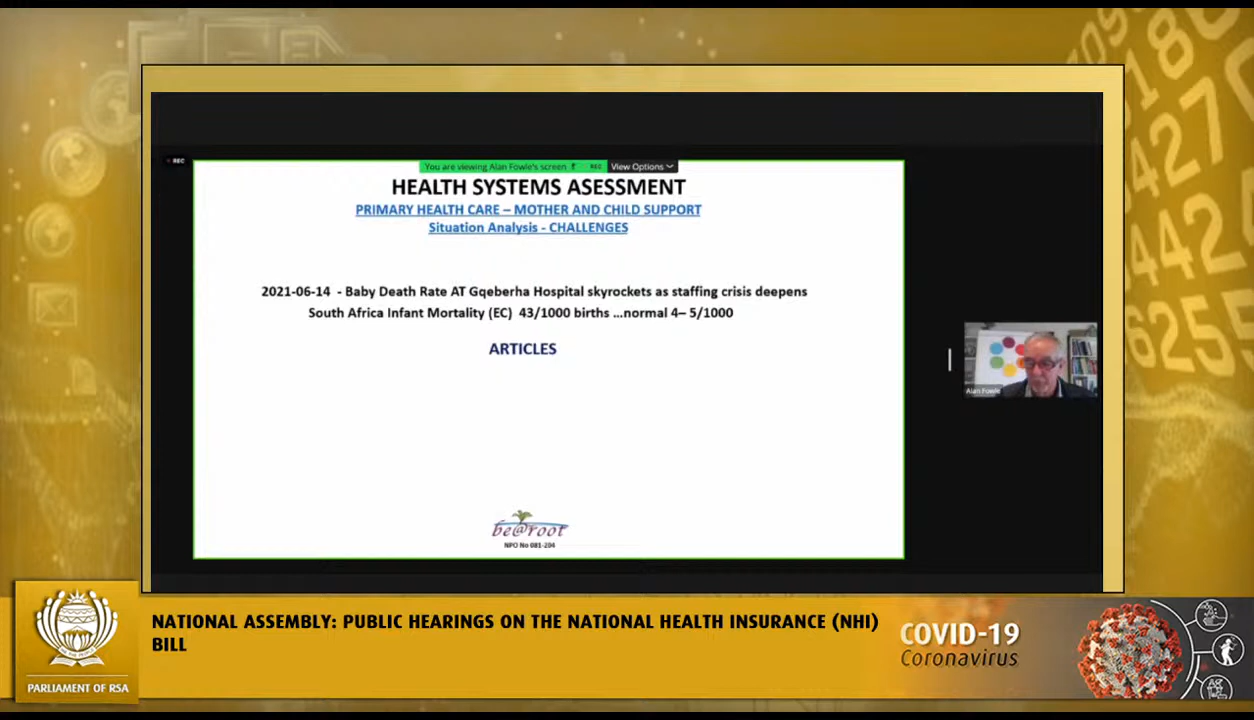 REC
You are viewing Alan Fowle's screen
REC
View Options
HEALTH SYSTEMS ASESSMENT
PRIMARY HEALTH CARE – MOTHER AND CHILD SUPPORT
Situation Analysis - CHALLENGES
2021-06-14 - Baby Death Rate AT Gqeberha Hospital skyrockets as staffing crisis deepens
South Africa Infant Mortality (EC) 43/1000 births ...normal 4– 5/1000
ARTICLES
Alan Fowle
be@root
NPO No 081-204
NATIONAL ASSEMBLY: PUBLIC HEARINGS ON THE NATIONAL HEALTH INSURANCE (NHI)
BILL
COVID-19
Coronavirus
PARLIAMENT OF RSA